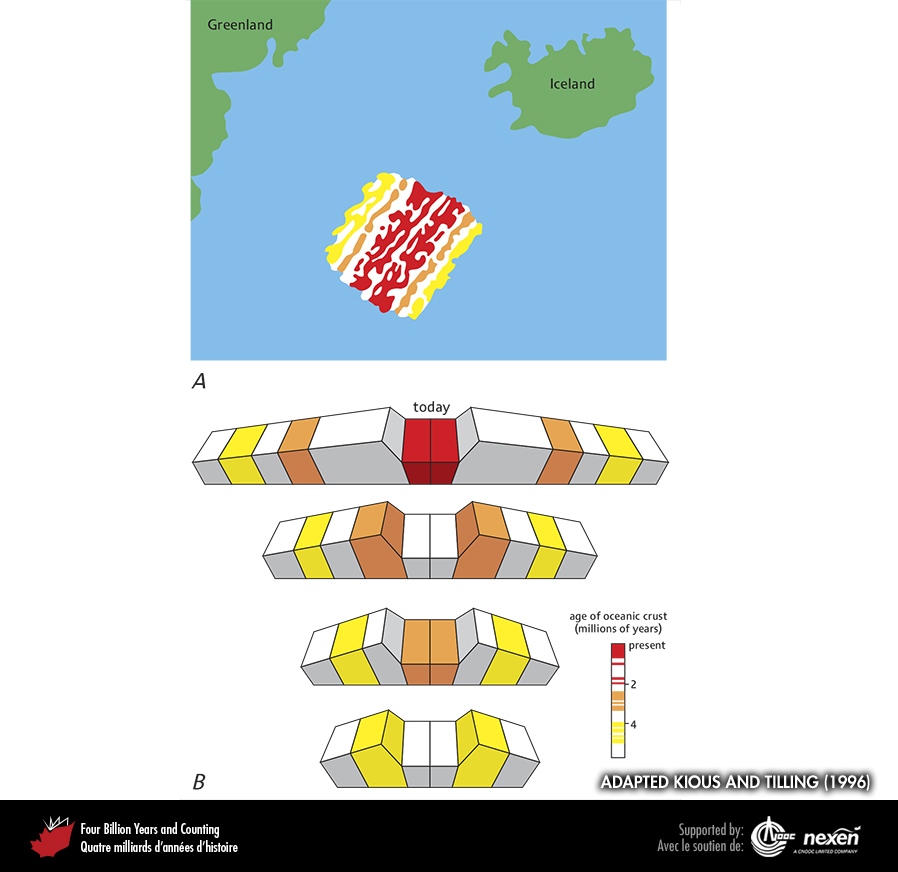 Greenland
Iceland
A
today
age of oceanic crust
(millions of years)
present
2
4
B
ADAPTED KIOUS AND TILLING (1996)
Four Billion Years and Counting
Quatre milliards d'années d'histoire
Supported by:
Avec le soutien de:
CNOOC
nexen
A CNOOC LIMITED COMPANY